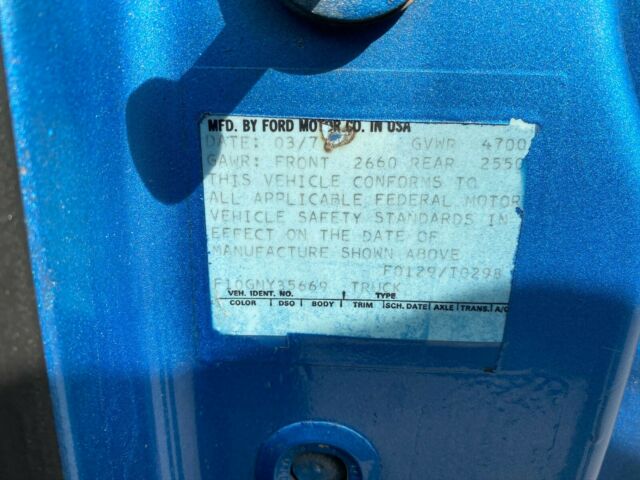 MFD. BY FORD MOTOR CO. IN USA
DATE: 03/7 GVWR 4700
GAWR: FRONT 2660 REAR 2550
THIS VEHICLE CONFORMS TO
ALL APPLICABLE FEDERAL MOTOR
VEHICLE SAFETY STANDARDS IN
EFFECT ON THE DATE OF
MANUFACTURE SHOWN ABOVE
F0129/T0298
TRUCK
VEH. IDENT. NO. TYPE
COLOR DSO BODY TRIM SCH. DATE AXLE TRANS. A/C